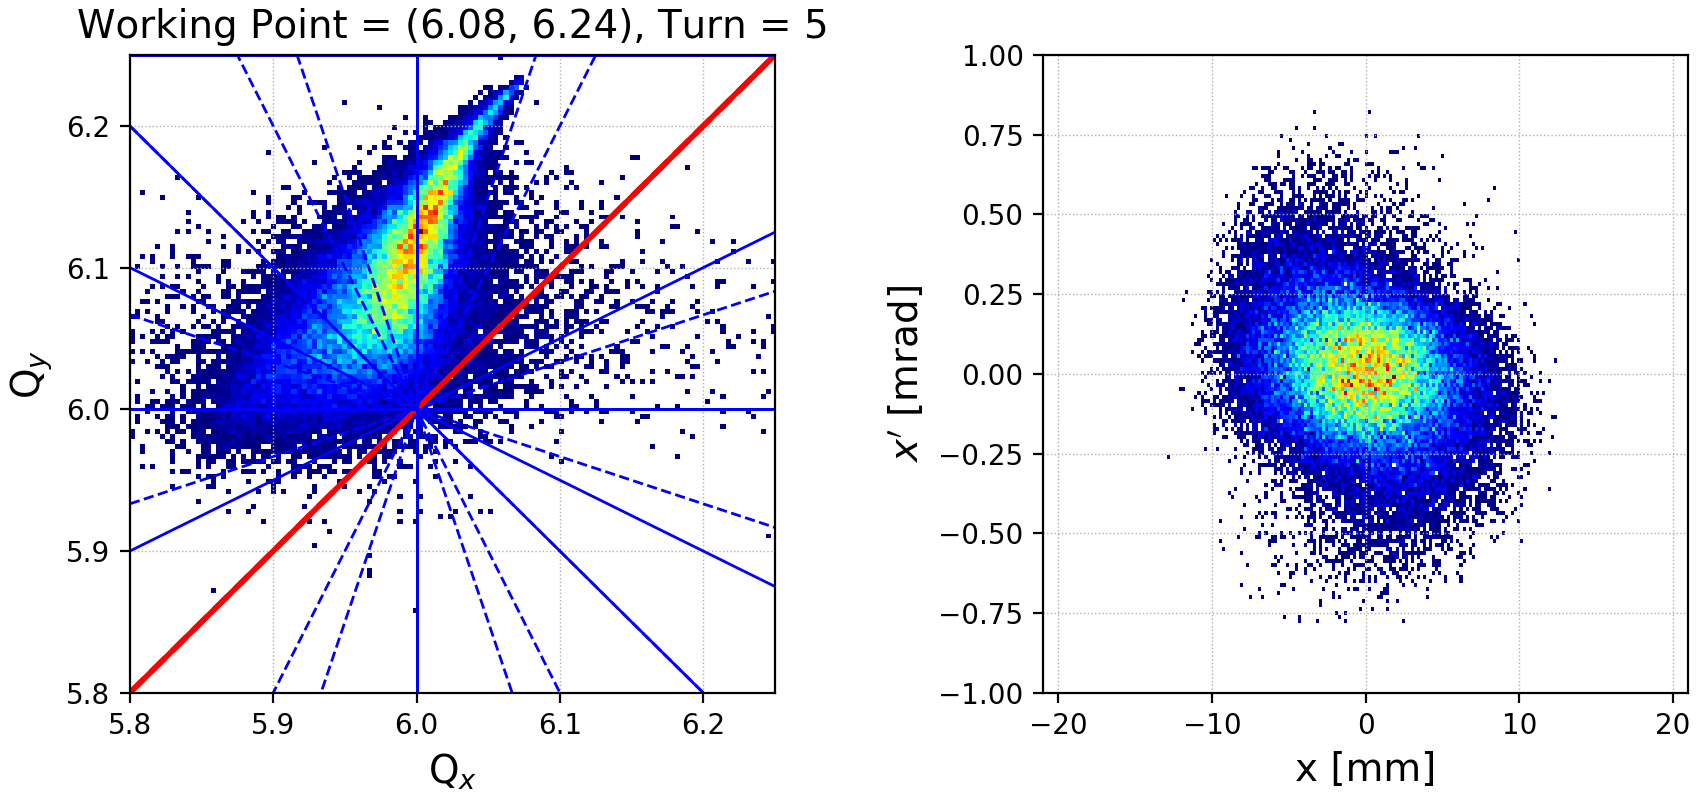 Working Point = (6.08, 6.24), Turn = 5
6.2
6.1
6.0
5.9
5.8
Qy
5.8 5.9 6.0 6.1 6.2
Qx
1.00
0.75
0.50
0.25
0.00
−0.25
−0.50
−0.75
−1.00
x′ [mrad]
−20 −10 0 10 20
x [mm]